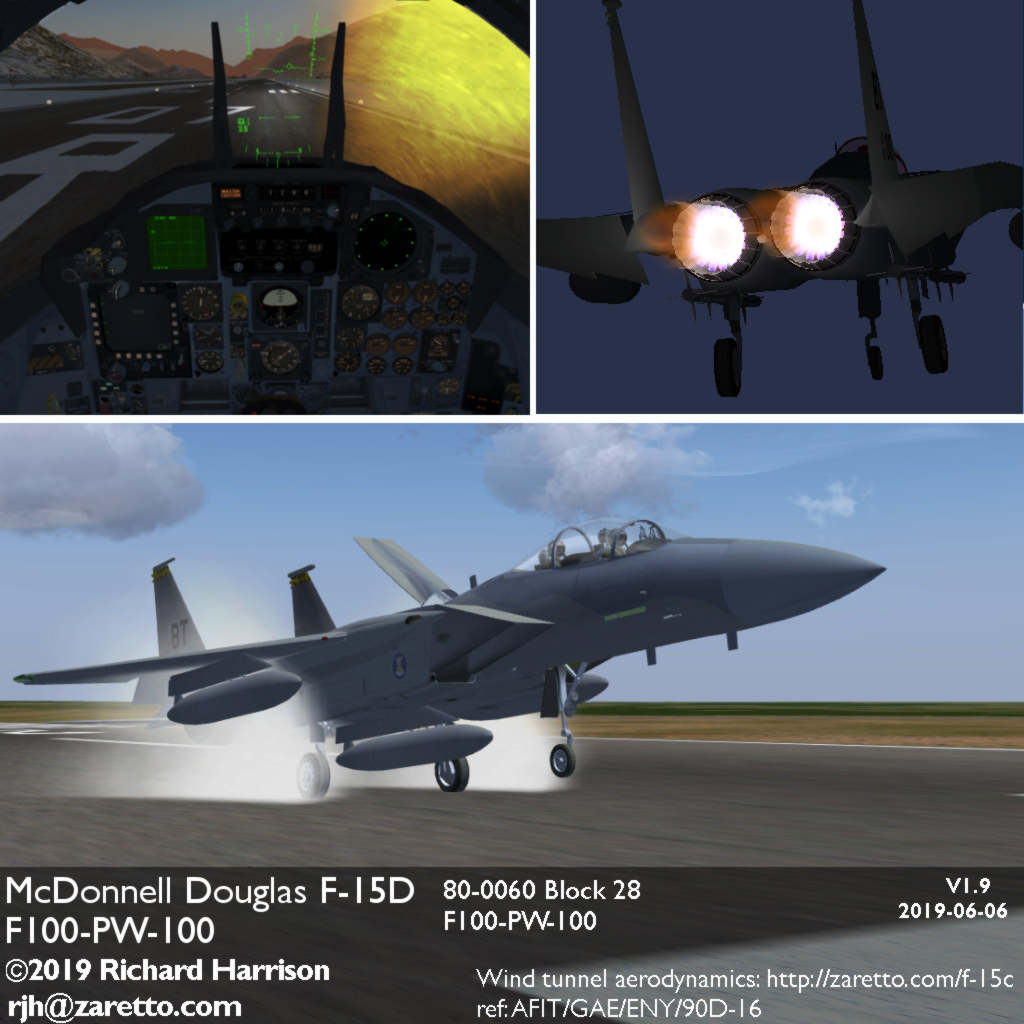 BT
McDonnell Douglas F-15D
F100-PW-100
©2019 Richard Harrison
rjh@zaretto.com
80-0060 Block 28
F100-PW-100
V1.9
2019-06-06
Wind tunnel aerodynamics: http://zaretto.com/f-15c
ref: AFIT/GAE/ENY/90D-16